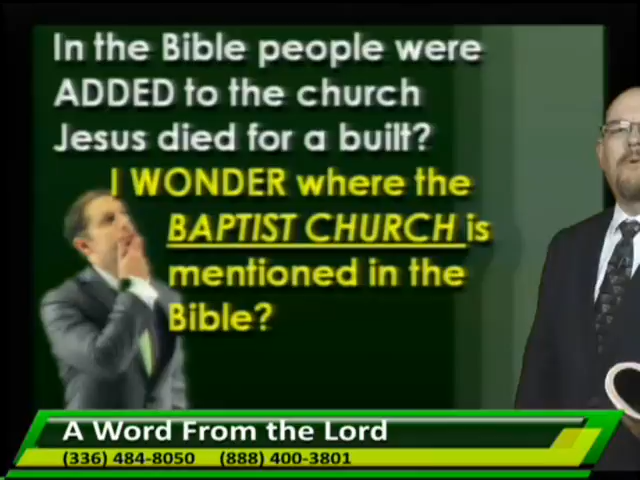 In the Bible people were
ADDED to the church
Jesus died for a built?
I WONDER where the
BAPTIST CHURCH is
mentioned in the
Bible?
A Word From the Lord
(336) 484-8050 (888) 400-3801